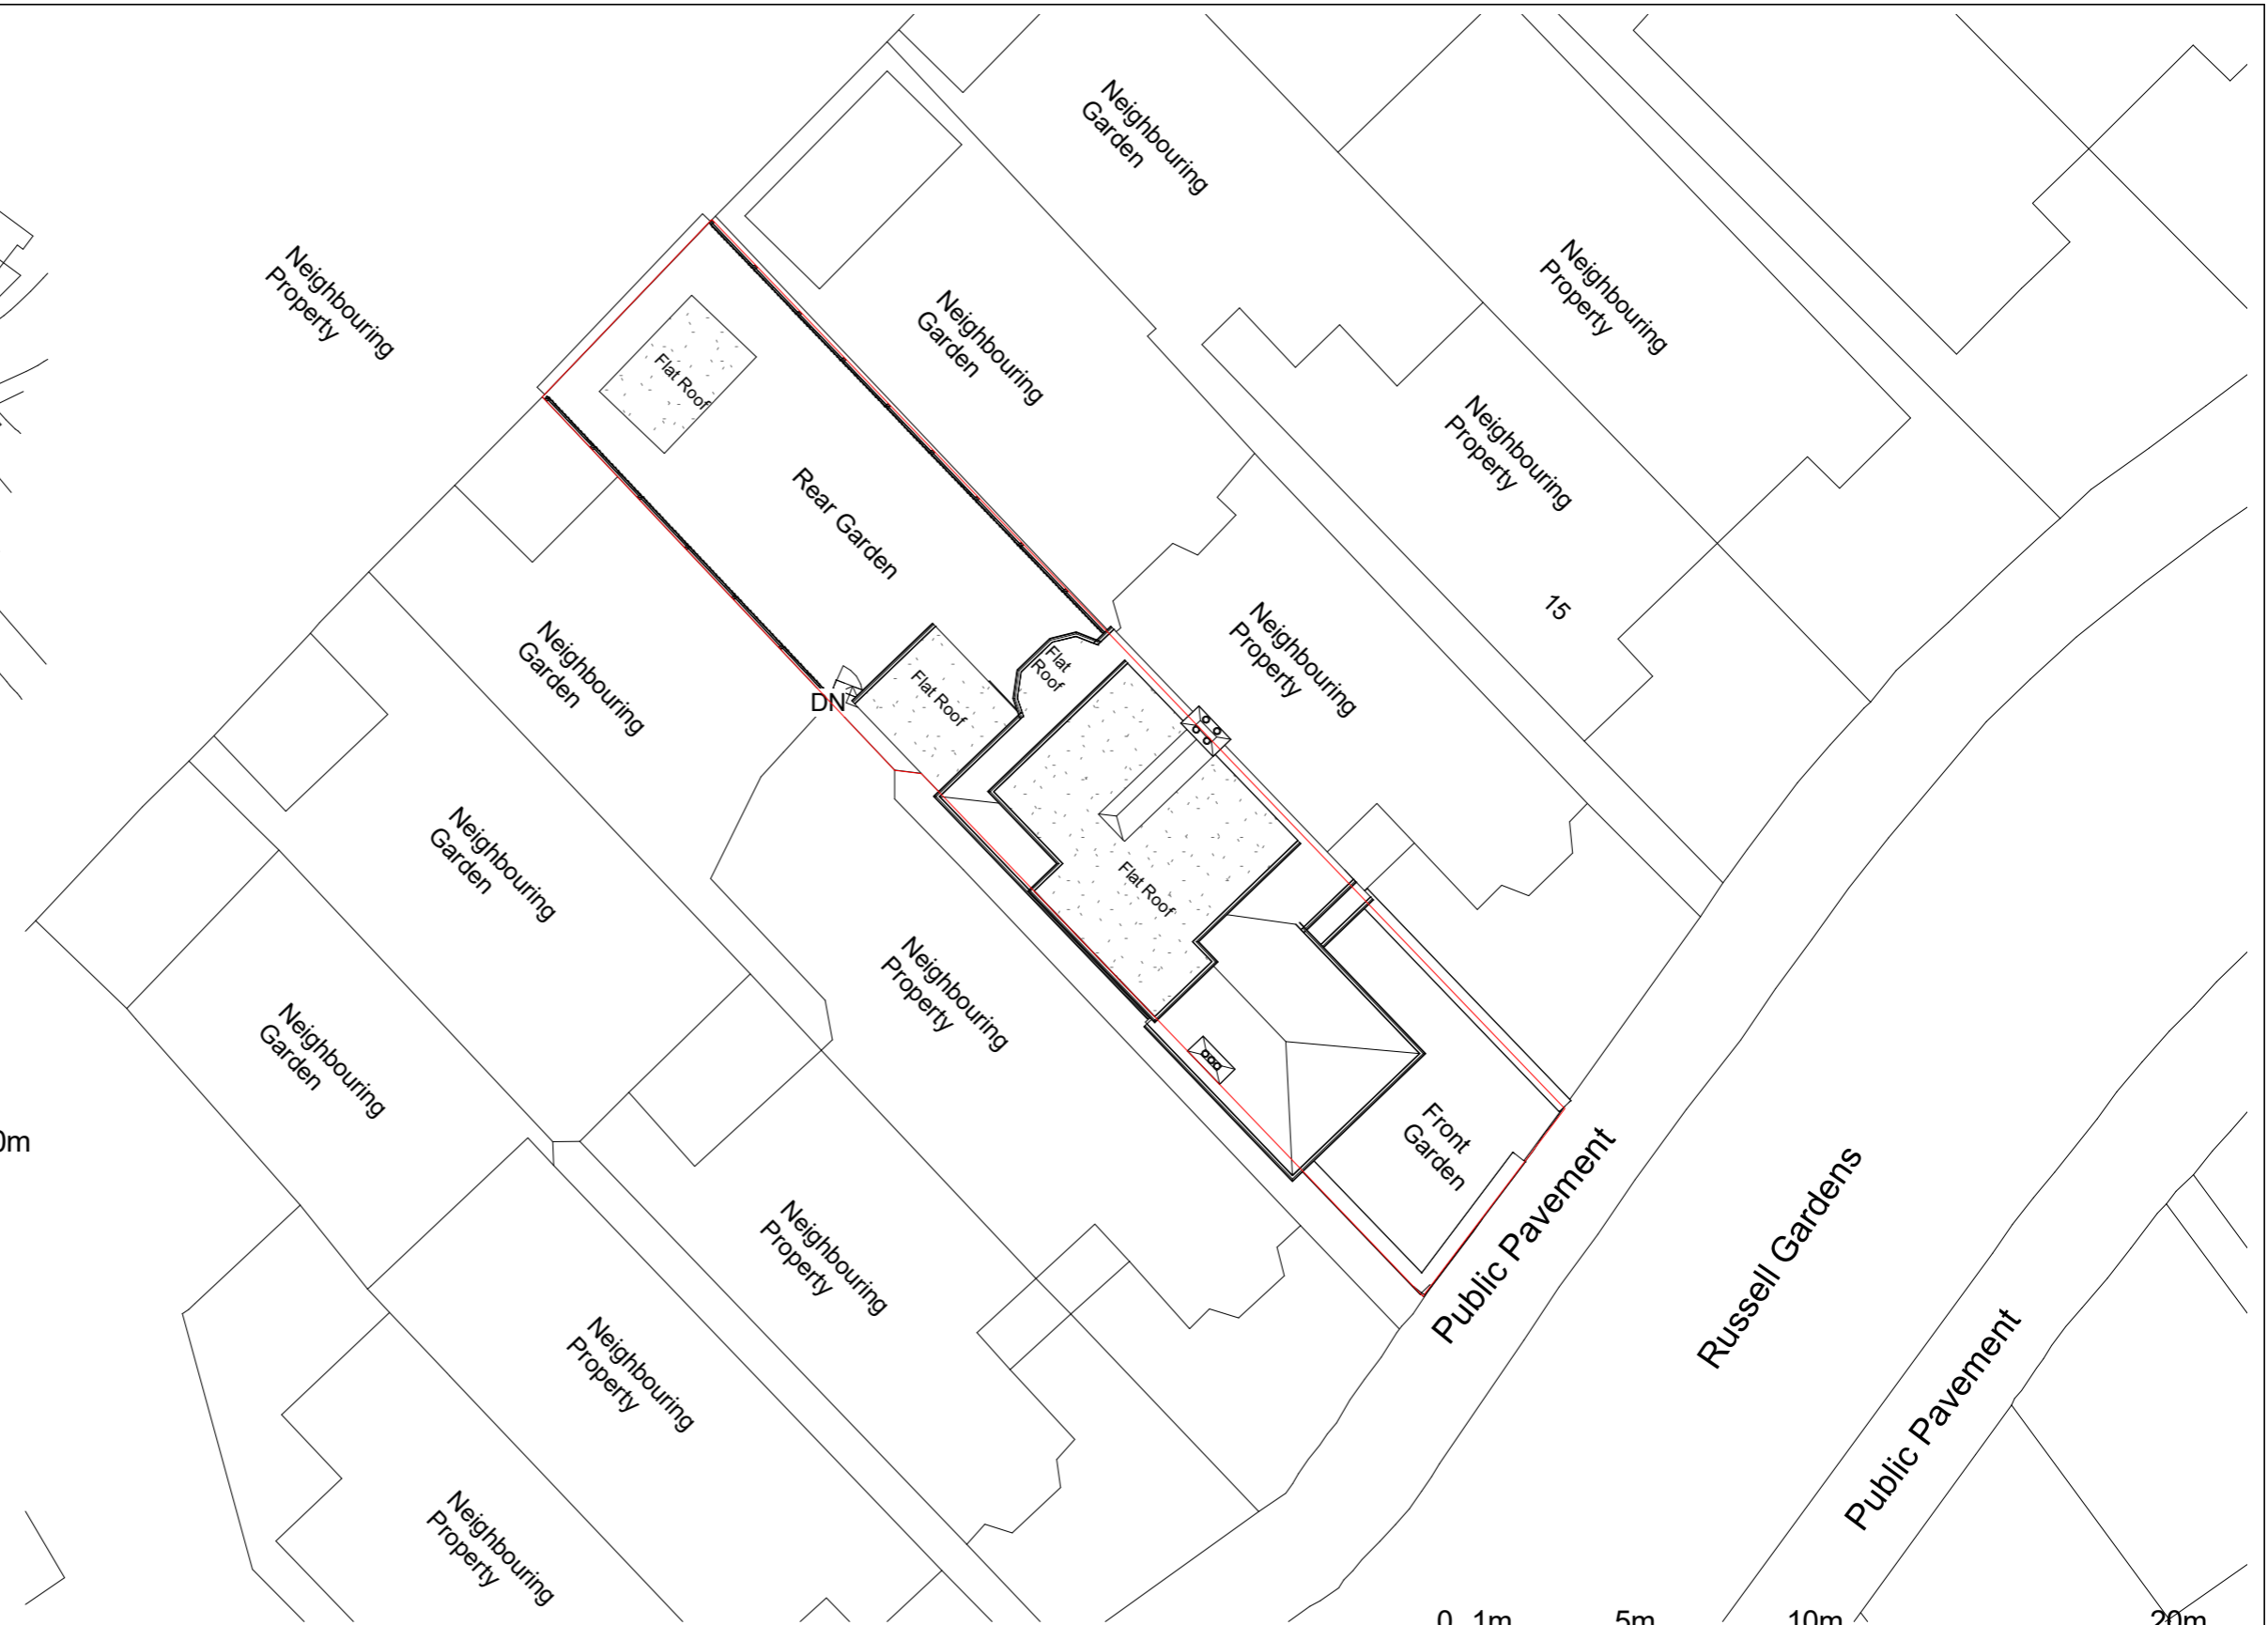 Neighbouring
Garden
Neighbouring
Property
Neighbouring
Property
Neighbouring
Garden
Flat Roof
Neighbouring
Property
Rear Garden
15
Neighbouring
Garden
Neighbouring
Property
Flat
Roof
Flat Roof
DN
Neighbouring
Garden
Flat Roof
Neighbouring
Property
Neighbouring
Garden
0m
Front
Garden
Public Pavement
Russell Gardens
Neighbouring
Property
Neighbouring
Property
Public Pavement
Neighbouring
Property
0 1m 5m 10m 20m